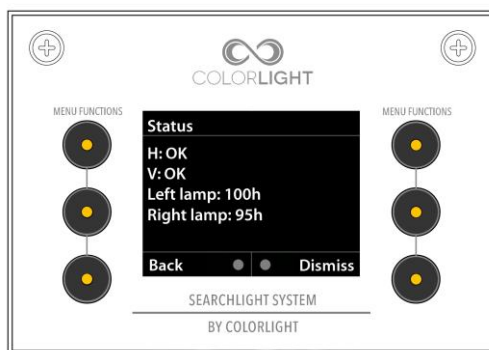 COLORLIGHT
MENU FUNCTIONS
MENU FUNCTIONS
Status
H: OK
V: OK
Left lamp: 100h
Right lamp: 95h
Back Dismiss
SEARCHLIGHT SYSTEM
BY COLORLIGHT